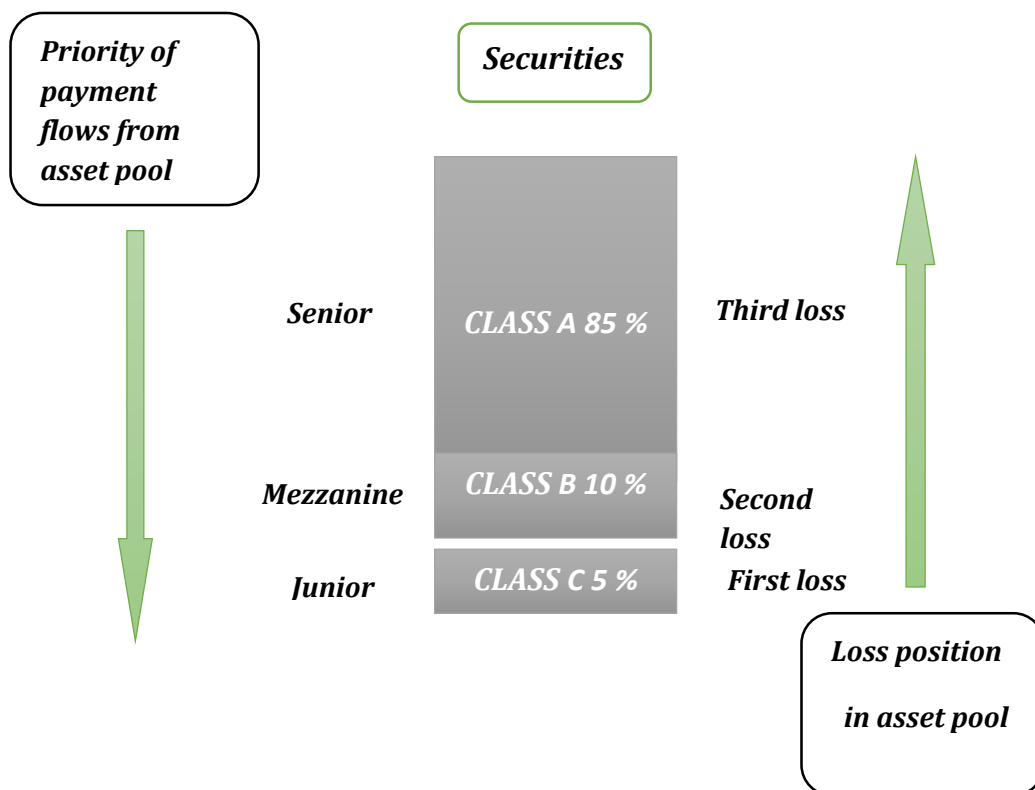 Priority of
payment
flows from
asset pool
Securities
Senior
CLASS A 85 %
Third loss
Mezzanine
CLASS B 10 %
Second
loss
Junior
CLASS C 5 %
First loss
Loss position
in asset pool